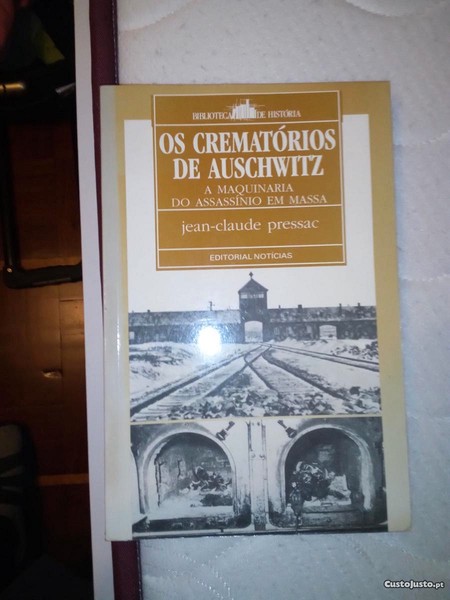 BIBLIOTECA DE HISTÓRIA
OS CREMATÓRIOS
DE AUSCHWITZ
A MAQUINARIA
DO ASSASSÍNIO EM MASSA
jean-claude pressac
EDITORIAL NOTÍCIAS
CustoJusto.pt